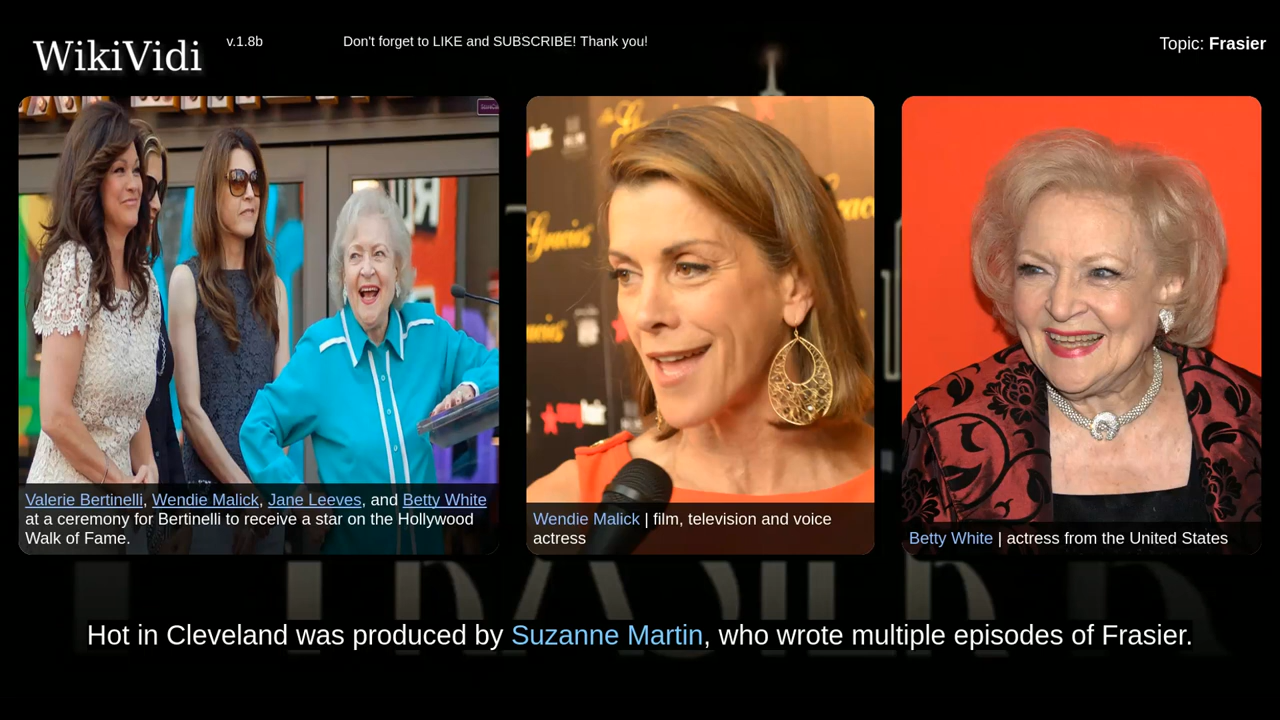 WikiVidi
v.1.8b
Don't forget to LIKE and SUBSCRIBE! Thank you!
Topic: Frasier
Valerie Bertinelli, Wendie Malick, Jane Leeves, and Betty White
at a ceremony for Bertinelli to receive a star on the Hollywood
Walk of Fame.
Gracies
Gracies
Wendie Malick | film, television and voice
actress
Betty White | actress from the United States
FRASIER
Hot in Cleveland was produced by Suzanne Martin, who wrote multiple episodes of Frasier.